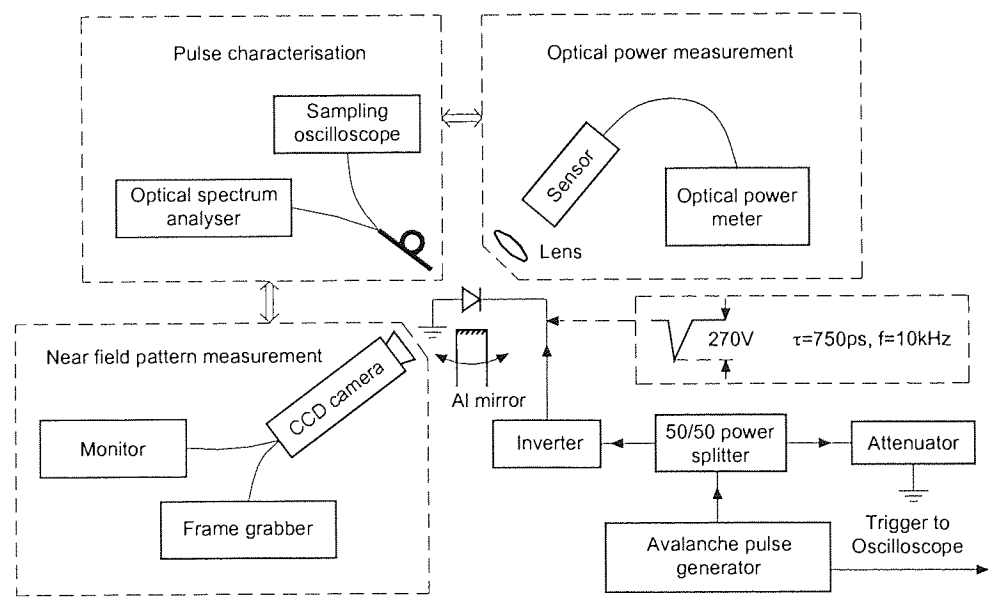 Pulse characterisation
Sampling
oscilloscope
Optical spectrum
analyser
Optical power measurement
Sensor
Optical power
meter
Lens
Near field pattern measurement
CCD camera
Monitor
Frame grabber
Al mirror
270V
τ=750ps, f=10kHz
Inverter
50/50 power
splitter
Attenuator
Avalanche pulse
generator
Trigger to
Oscilloscope